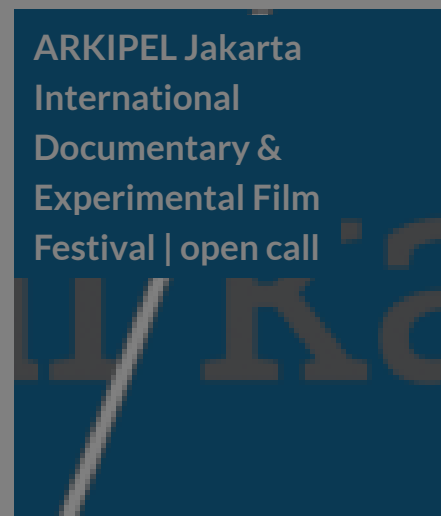 ARKIPEL Jakarta
International
Documentary &
Experimental Film
Festival | open call